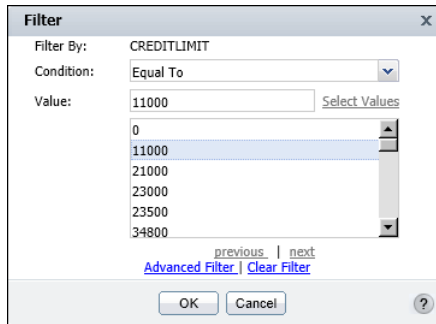 Filter x
Filter By: CREDITLIMIT
Condition: Equal To
Value: 11000 Select Values
0
11000
21000
23000
23500
34800
previous | next
Advanced Filter | Clear Filter
OK Cancel ?